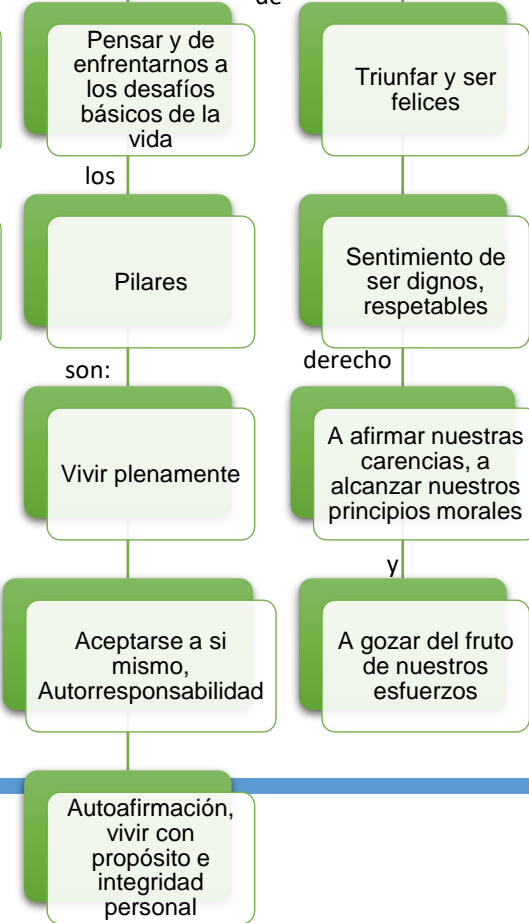 de
Pensar y de
enfrentarnos a
los desafíos
básicos de la
vida
los
Pilares
son:
Vivir plenamente
Aceptarse a si
mismo,
Autorresponsabilidad
Autoafirmación,
vivir con
propósito e
integridad
personal
Triunfar y ser
felices
Sentimiento de
ser dignos,
respetables
derecho
A afirmar nuestras
carencias, a
alcanzar nuestros
principios morales
y
A gozar del fruto
de nuestros
esfuerzos